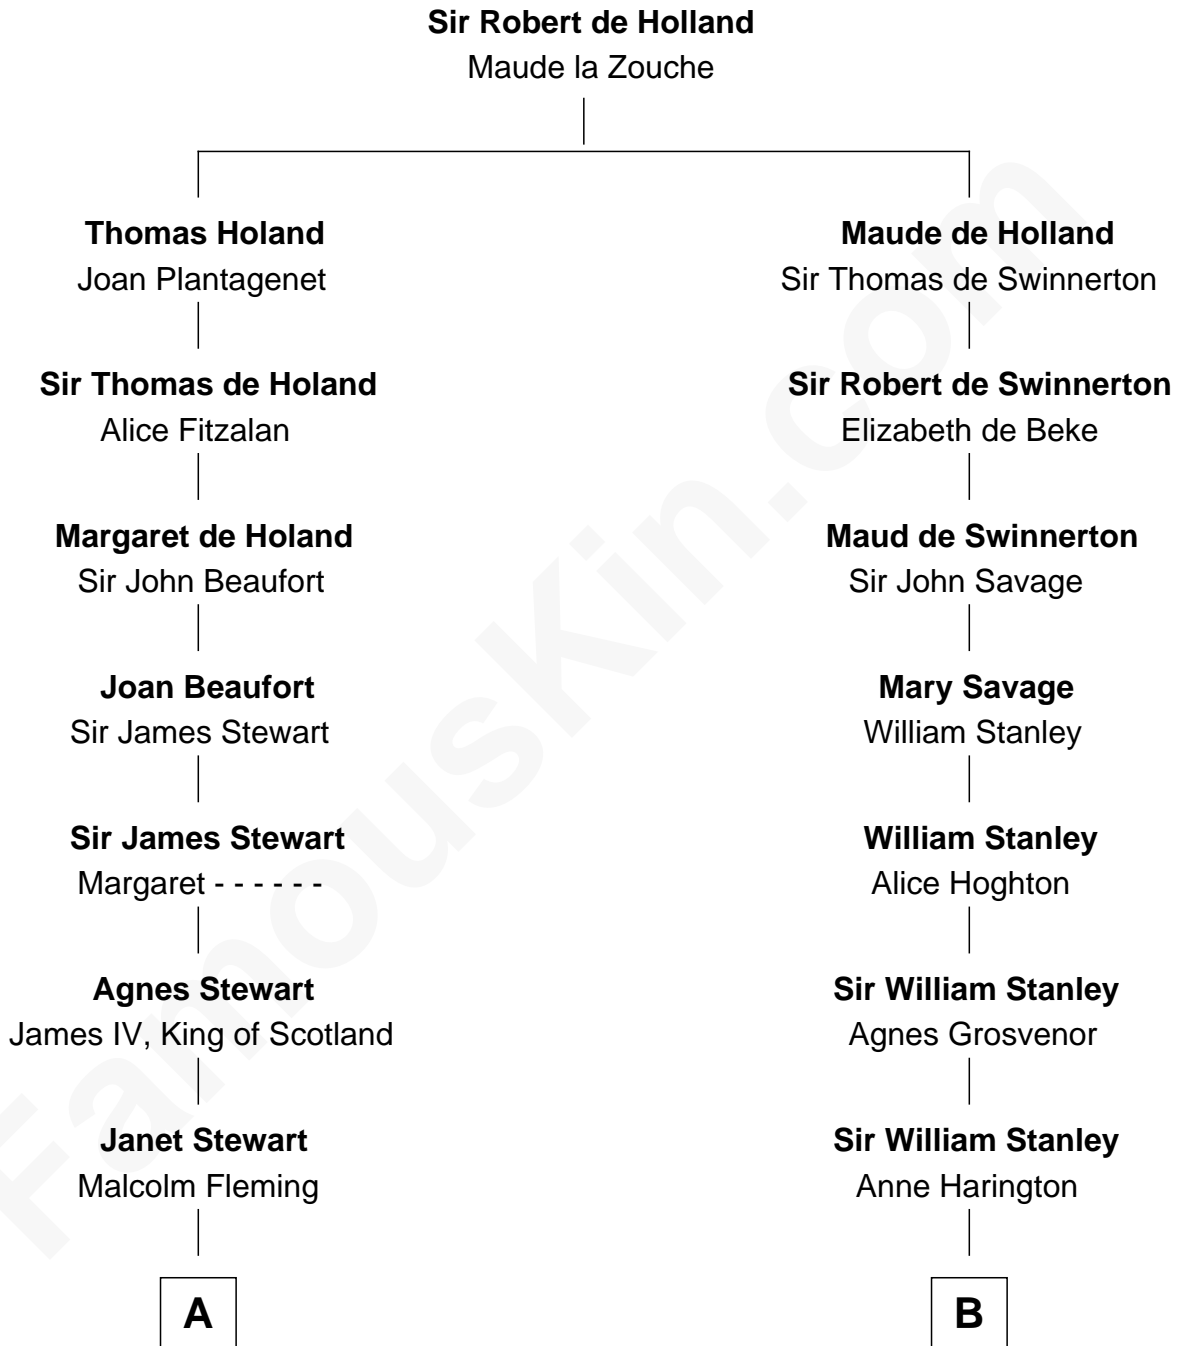 Sir Robert de Holland
Maude la Zouche
Thomas Holand
Joan Plantagenet
Sir Thomas de Holand
Alice Fitzalan
Margaret de Holand
Sir John Beaufort
Joan Beaufort
Sir James Stewart
Sir James Stewart
Margaret - - - - - -
Agnes Stewart
James IV, King of Scotland
Janet Stewart
Malcolm Fleming
A
Maude de Holland
Sir Thomas de Swinnerton
Sir Robert de Swinnerton
Elizabeth de Beke
Maud de Swinnerton
Sir John Savage
Mary Savage
William Stanley
William Stanley
Alice Hoghton
Sir William Stanley
Agnes Grosvenor
Sir William Stanley
Anne Harington
B
FamousKin.com